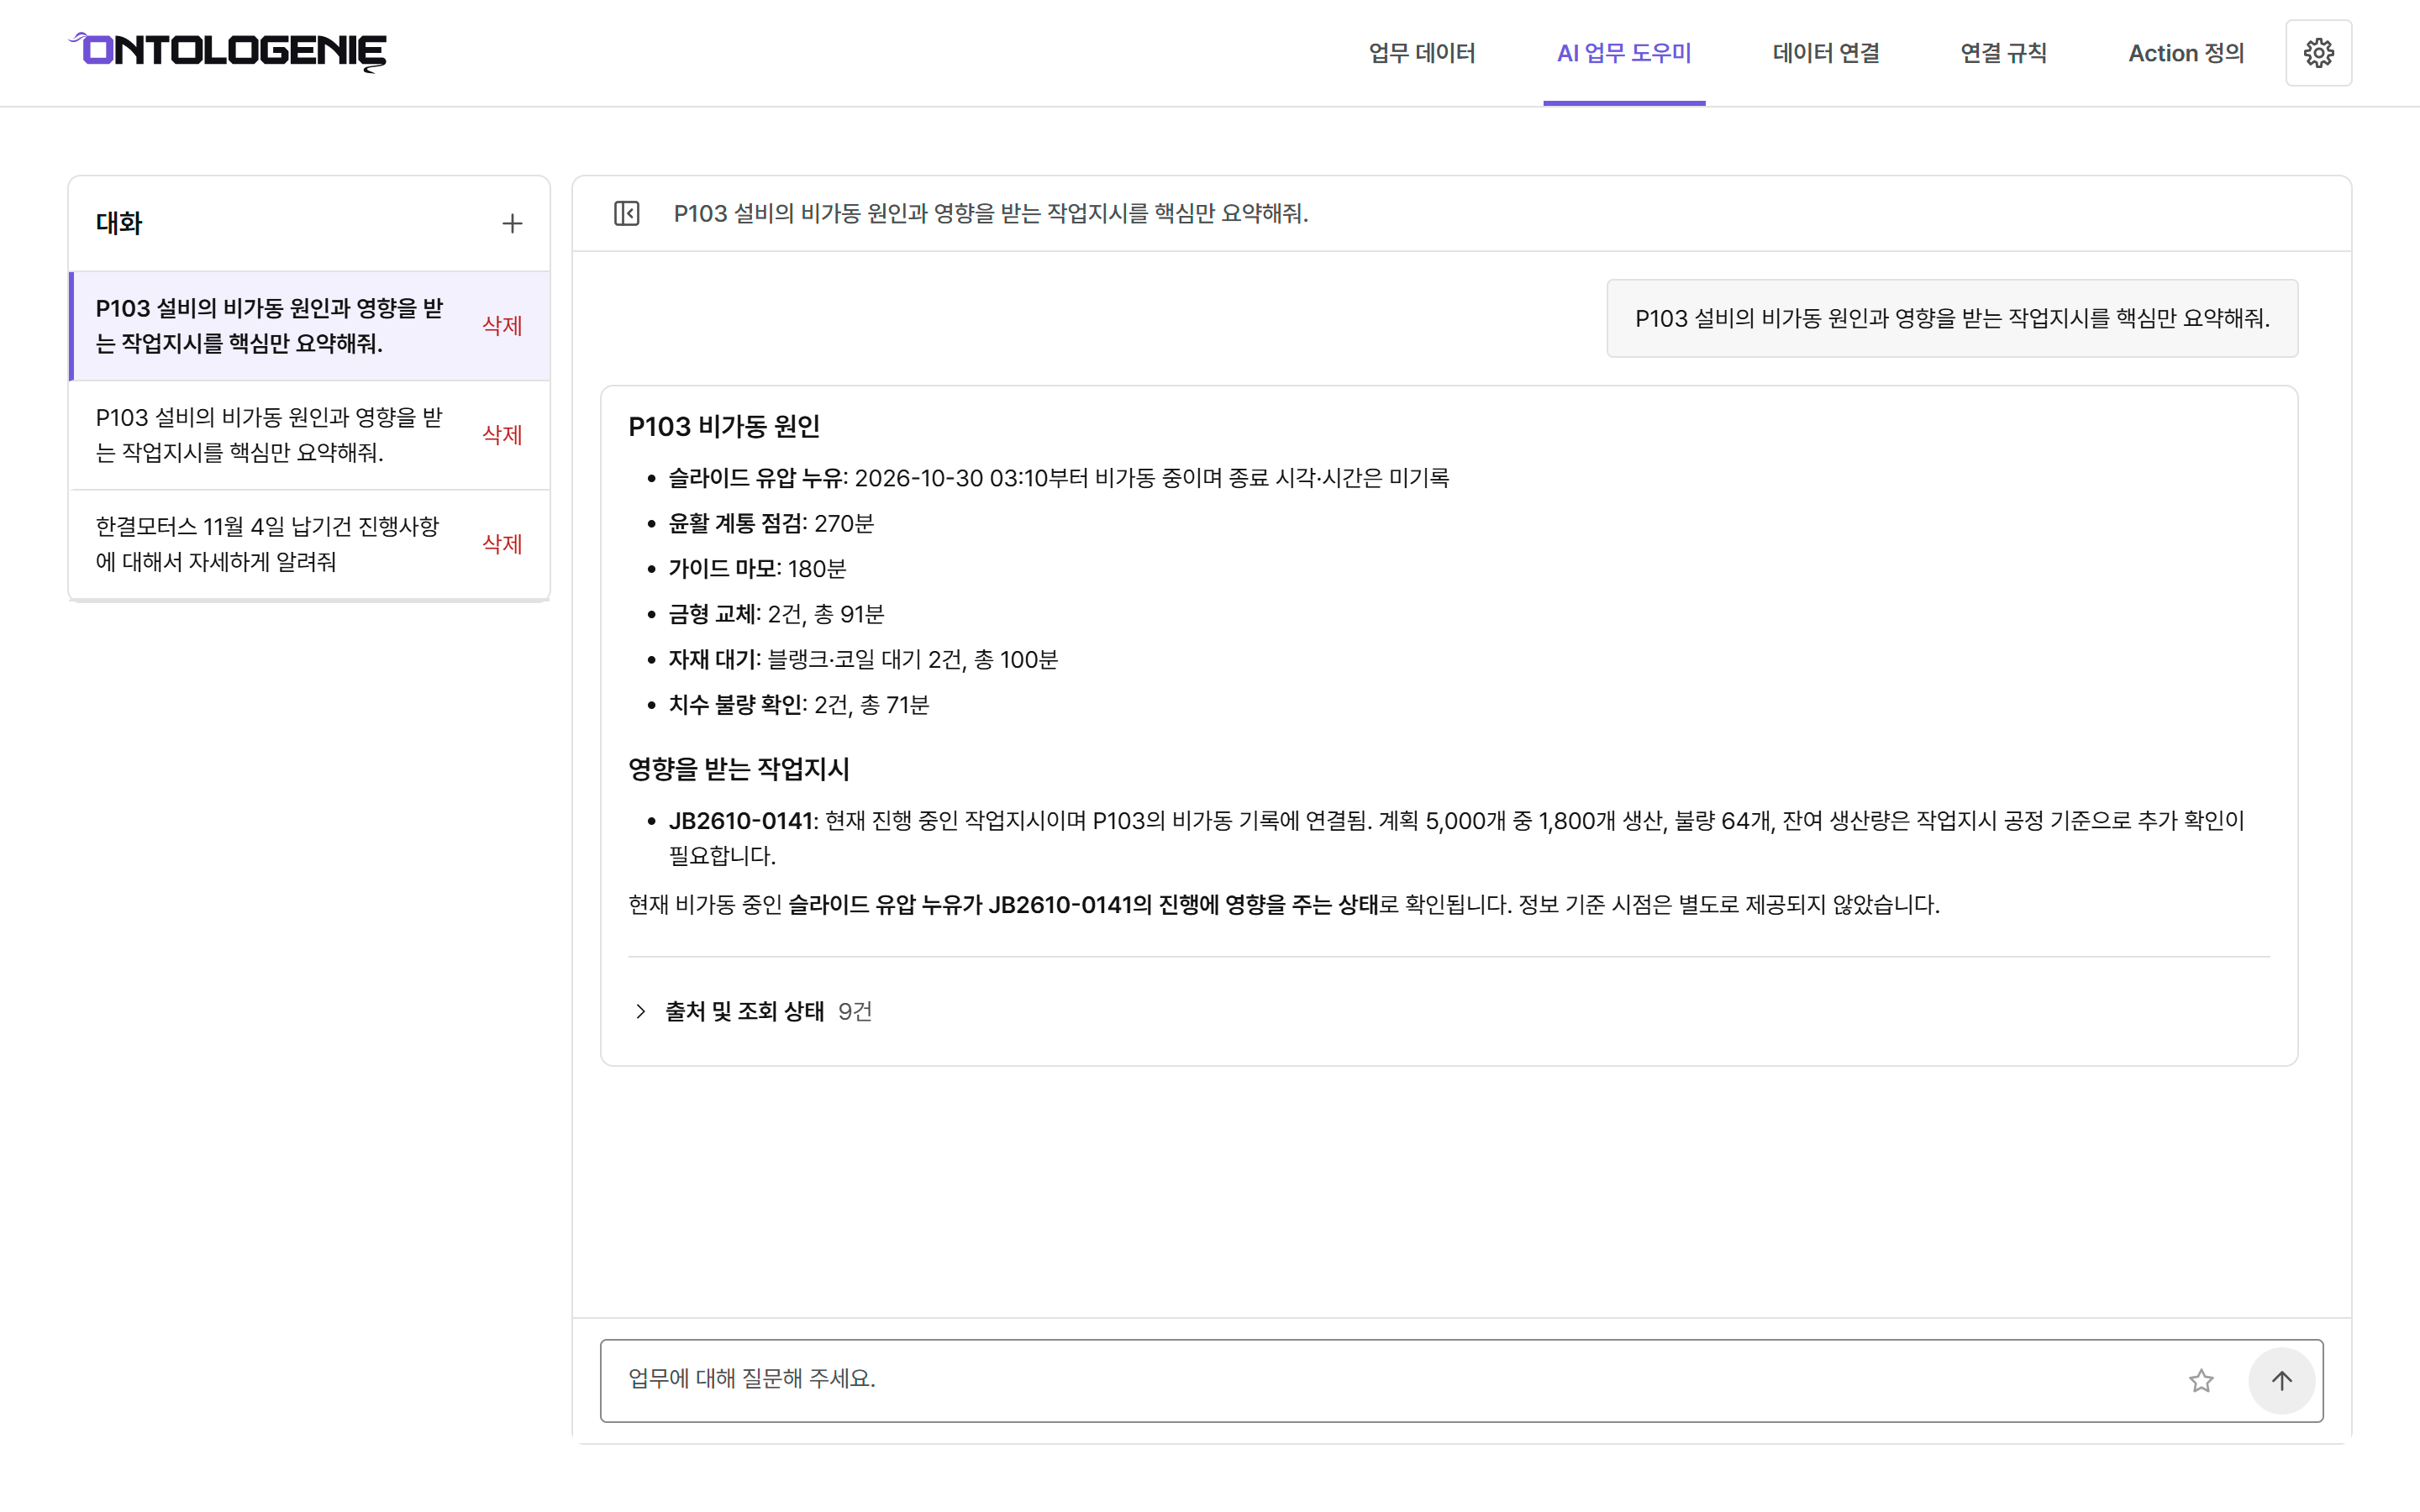 ONTOLOGENIE
업무 데이터
AI 업무 도우미
데이터 연결
연결 규칙
Action 정의
대화
P103 설비의 비가동 원인과 영향을 받
는 작업지시를 핵심만 요약해줘.
삭제
P103 설비의 비가동 원인과 영향을 받
는 작업지시를 핵심만 요약해줘.
삭제
한결모터스 11월 4일 납기건 진행사항
에 대해서 자세하게 알려줘
삭제
P103 설비의 비가동 원인과 영향을 받는 작업지시를 핵심만 요약해줘.
P103 설비의 비가동 원인과 영향을 받는 작업지시를 핵심만 요약해줘.
P103 비가동 원인
• 슬라이드 유압 누유: 2026-10-30 03:10부터 비가동 중이며 종료 시각·시간은 미기록
• 윤활 계통 점검: 270분
• 가이드 마모: 180분
• 금형 교체: 2건, 총 91분
• 자재 대기: 블랭크·코일 대기 2건, 총 100분
• 치수 불량 확인: 2건, 총 71분
영향을 받는 작업지시
• JB2610-0141: 현재 진행 중인 작업지시이며 P103의 비가동 기록에 연결됨. 계획 5,000개 중 1,800개 생산, 불량 64개, 잔여 생산량은 작업지시 공정 기준으로 추가 확인이
필요합니다.
현재 비가동 중인 슬라이드 유압 누유가 JB2610-0141의 진행에 영향을 주는 상태로 확인됩니다. 정보 기준 시점은 별도로 제공되지 않았습니다.
출처 및 조회 상태 9건
업무에 대해 질문해 주세요.